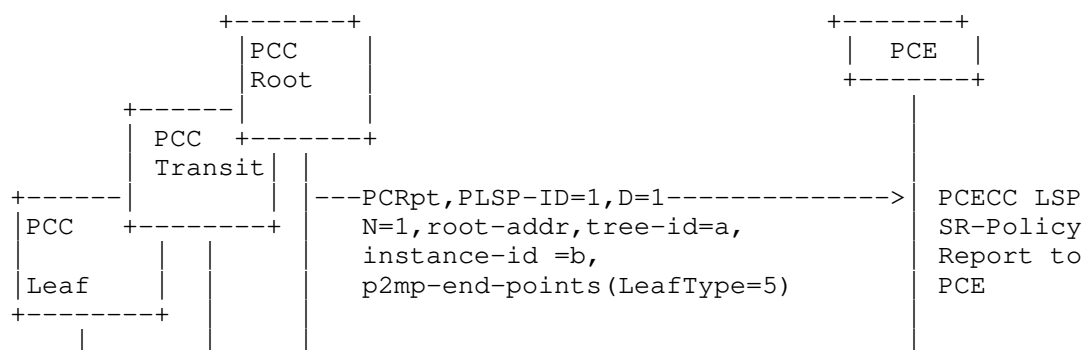 PCC
PCE
Root
PCC
Transit
PCRpt,PLSP-ID=1,D=1
PCECC LSP
PCC
N=1,root-addr,tree-id=a,
SR-Policy
instance-id =b,
Report to
Leaf
p2mp-end-points(LeafType=5)
PCE